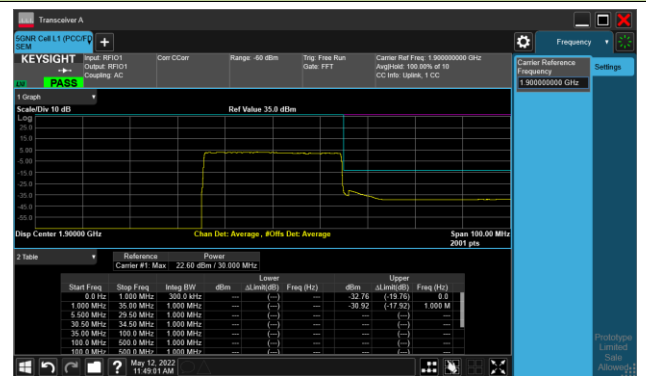 Transceiver A
5GNR Cell L1 (PCC/FD
SEM
Frequency
KEYSIGHT
Input: RFIO1
Output: RFIO1
Coupling: AC
Corr CCorr
Range: -60 dBm
Trig: Free Run
Gate: FFT
Carrier Ref Freq: 1.900000000 GHz
Avg|Hold: 100.00% of 10
CC Info: Uplink, 1 CC
PASS
Carrier Reference
Frequency
1.900000000 GHz
Settings
1 Graph
Scale/Div 10 dB
Ref Value 35.0 dBm
Log
25.0
15.0
5.00
-5.00
-15.0
-25.0
-35.0
-45.0
-55.0
Disp Center 1.90000 GHz
Chan Det: Average , #Offs Det: Average
Span 100.00 MHz
2001 pts
2 Table
Reference Power
Carrier #1: Max 22.60 dBm / 30.000 MHz
Lower Upper
Start Freq Stop Freq Integ BW dBm ΔLimit(dB) Freq (Hz) dBm ΔLimit(dB) Freq (Hz)
0.0 Hz 1.000 MHz 300.0 kHz --- (---) --- -32.76 (-19.76) 0.0
1.000 MHz 35.00 MHz 1.000 MHz --- (---) --- -30.92 (-17.92) 1.000 M
5.500 MHz 29.50 MHz 1.000 MHz --- (---) --- --- (---) ---
30.50 MHz 34.50 MHz 1.000 MHz --- (---) --- --- (---) ---
35.00 MHz 100.0 MHz 1.000 MHz --- (---) --- --- (---) ---
100.0 MHz 500.0 MHz 1.000 MHz --- (---) --- --- (---) ---
100.0 MHz 500.0 MHz 1.000 MHz --- (---) --- --- (---) ---
Prototype
Limited
Sale
Allowed
May 12, 2022
11:49:01 AM